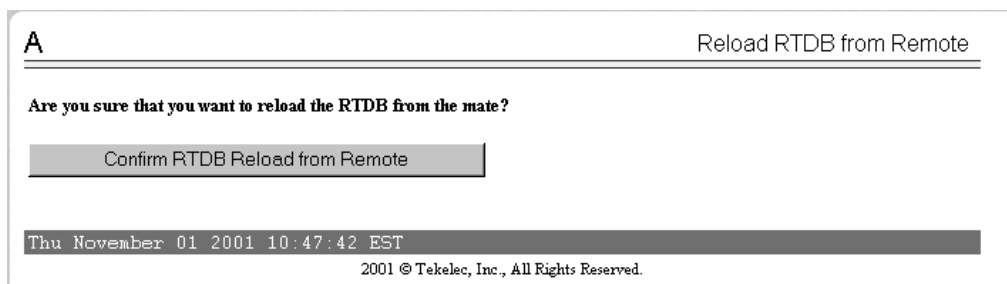 A
Reload RTDB from Remote
Are you sure that you want to reload the RTDB from the mate?
Confirm RTDB Reload from Remote
Thu November 01 2001 10:47:42 EST
2001 © Tekelec, Inc., All Rights Reserved.